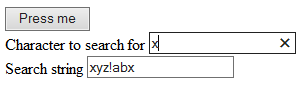 Press me
Character to search for x
Search string xyz!abx